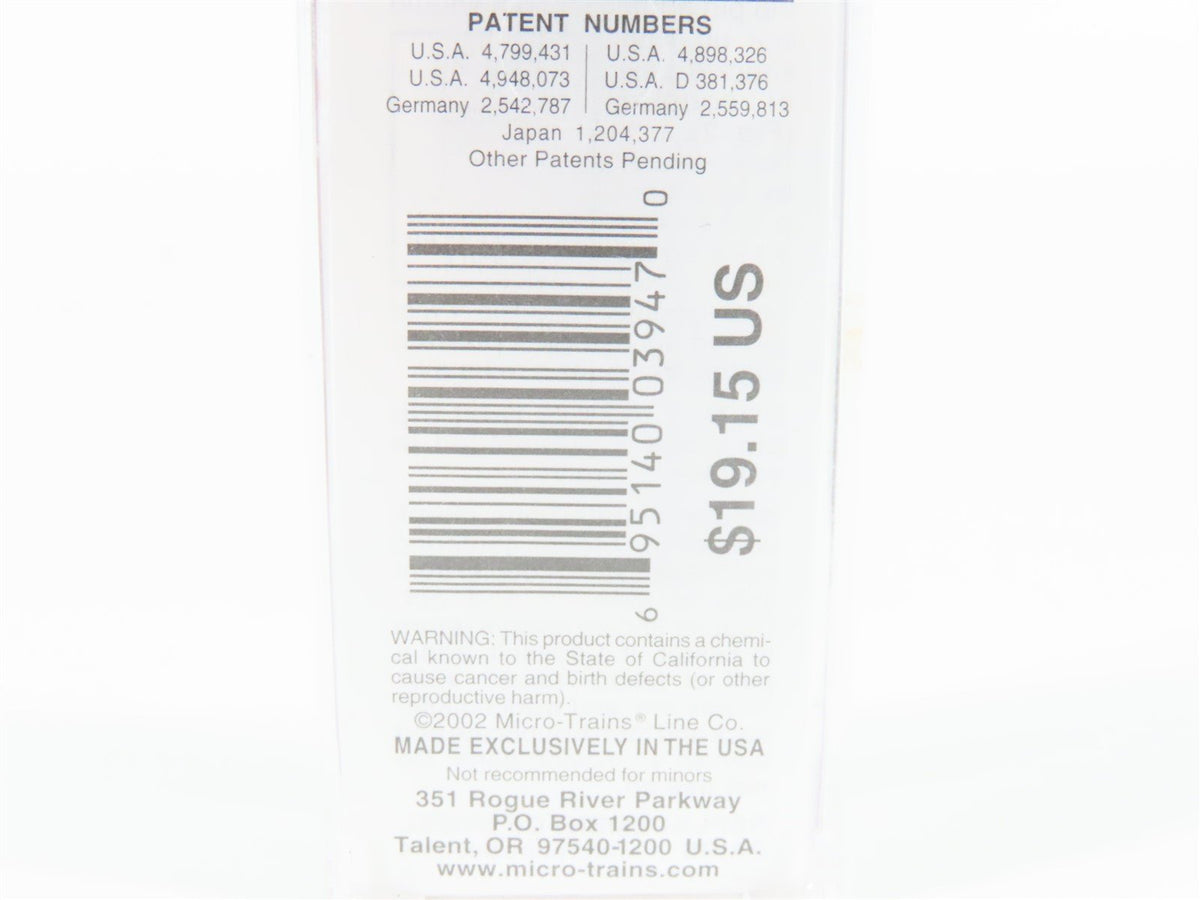 PATENT NUMBERS
U.S.A. 4,799,431 | U.S.A. 4,898,326
U.S.A. 4,948,073 | U.S.A. D 381,376
Germany 2,542,787 | Germany 2,559,813
Japan 1,204,377
Other Patents Pending
6 95140 03947 0
$19.15 US
WARNING: This product contains a chemi-
cal known to the State of California to
cause cancer and birth defects (or other
reproductive harm).
©2002 Micro-Trains® Line Co.
MADE EXCLUSIVELY IN THE USA
Not recommended for minors
351 Rogue River Parkway
P.O. Box 1200
Talent, OR 97540-1200 U.S.A.
www.micro-trains.com